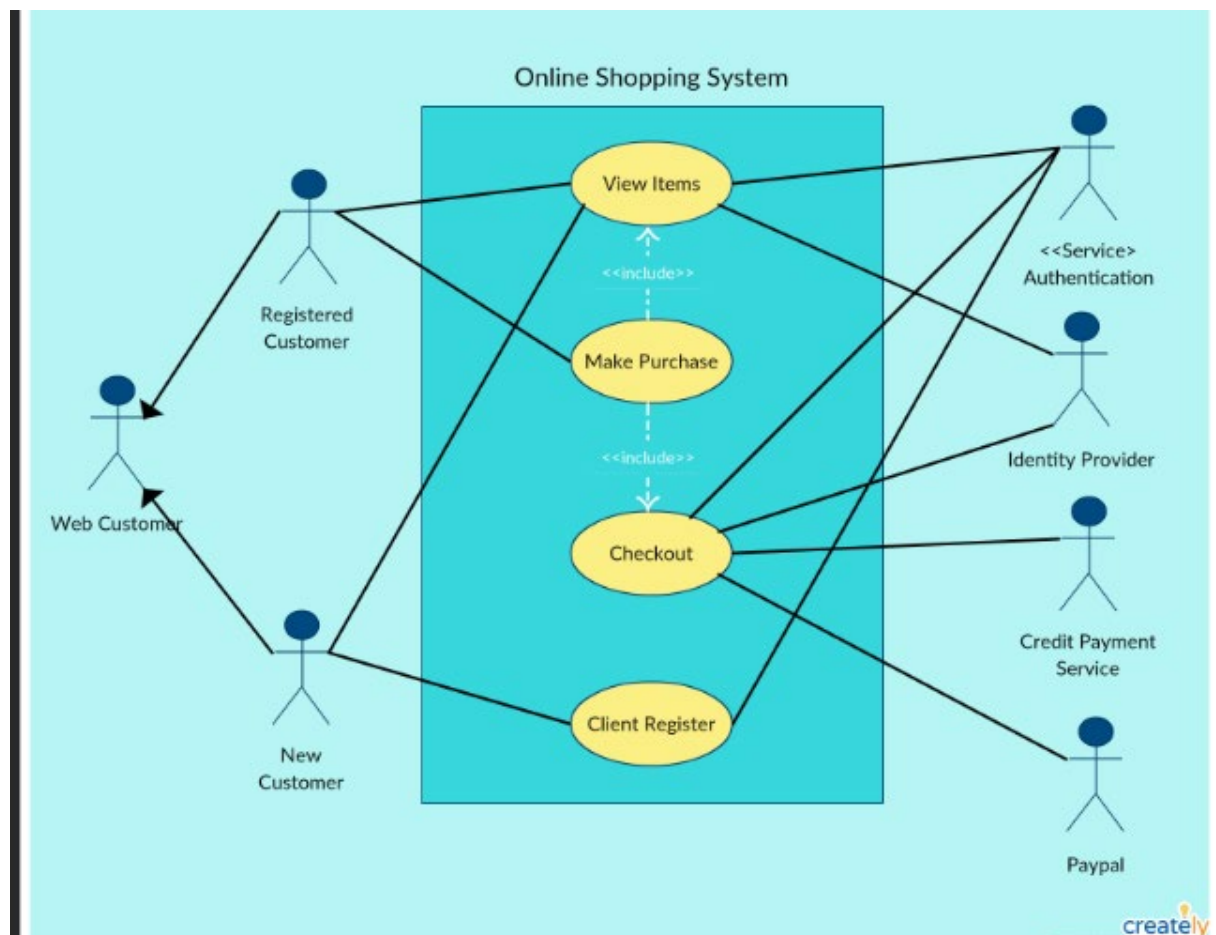 Online Shopping System
View Items
<<Service>
Authentication
<<include>>
Registered
Customer
Make Purchase
Identity Provider
<<include>>
Web Customer
Checkout
Credit Payment
Service
Client Register
New
Customer
Paypal
creately